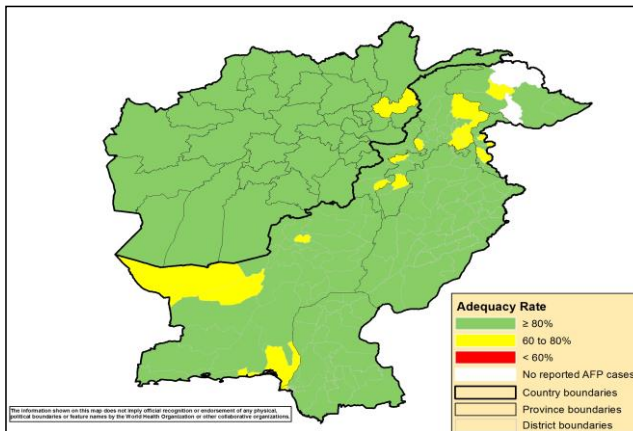 Adequacy Rate
≥ 80%
60 to 80%
< 60%
No reported AFP cases
Country boundaries
Province boundaries
District boundaries
The information shown on this map does not imply official recognition or endorsement of any physical,
political boundaries or feature names by the World Health Organization or other collaborative organizations.